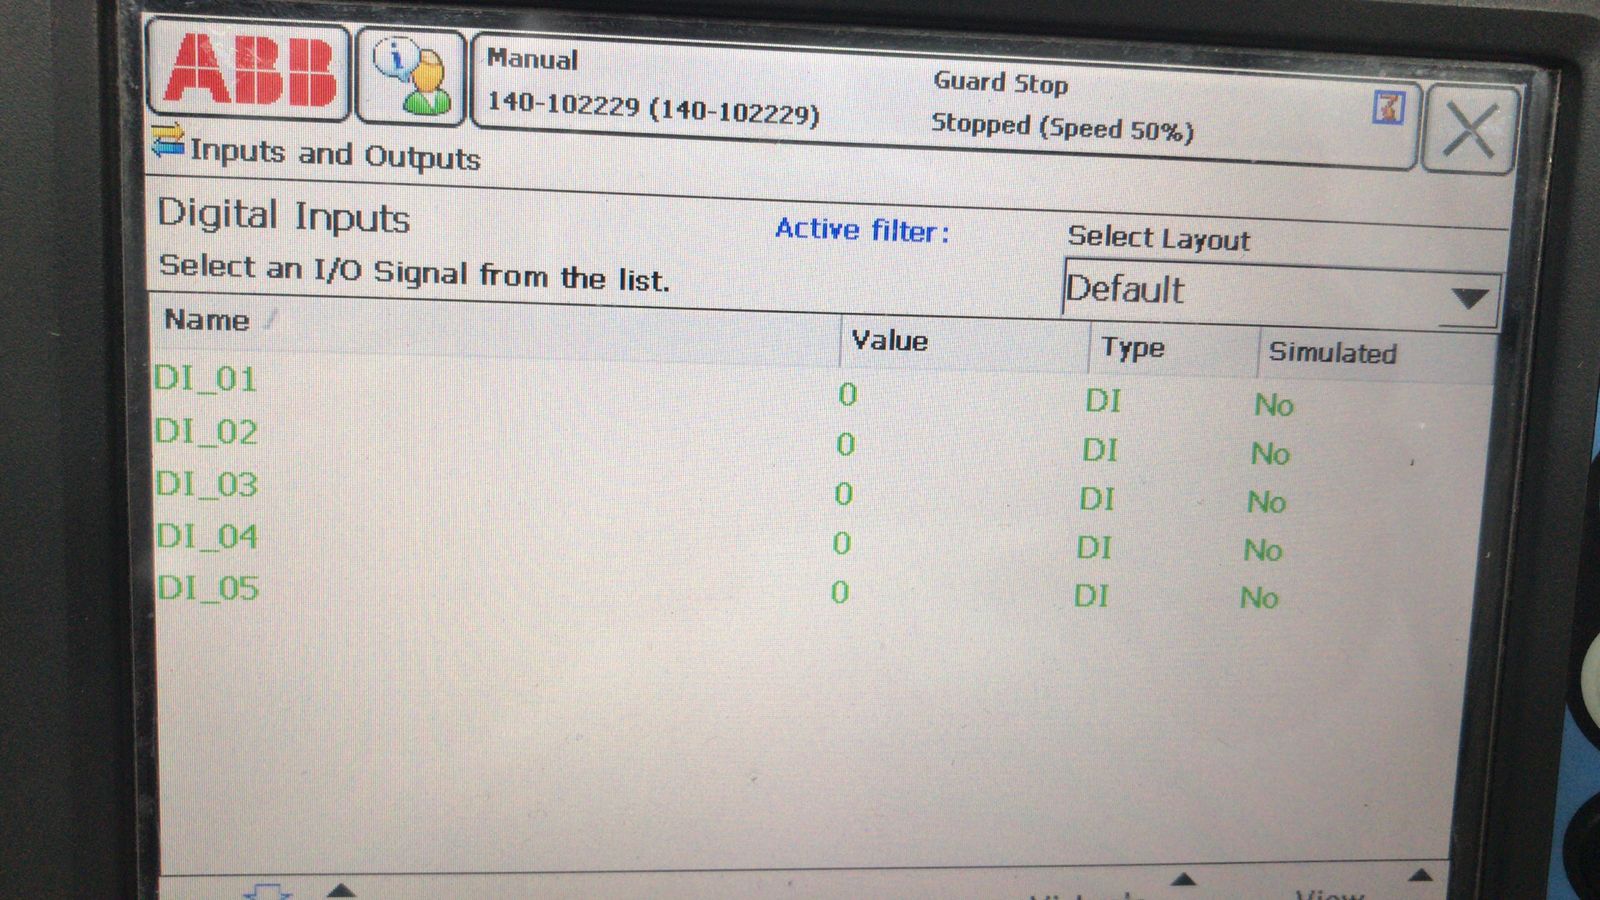 ABB
Manual
Guard Stop
140-102229 (140-102229)
Stopped (Speed 50%)
Inputs and Outputs
Digital Inputs
Active filter:
Select Layout
Select an I/O Signal from the list.
Default
Name
Value
Type
Simulated
DI_01 0 DI No
DI_02 0 DI No
DI_03 0 DI No
DI_04 0 DI No
DI_05 0 DI No
View